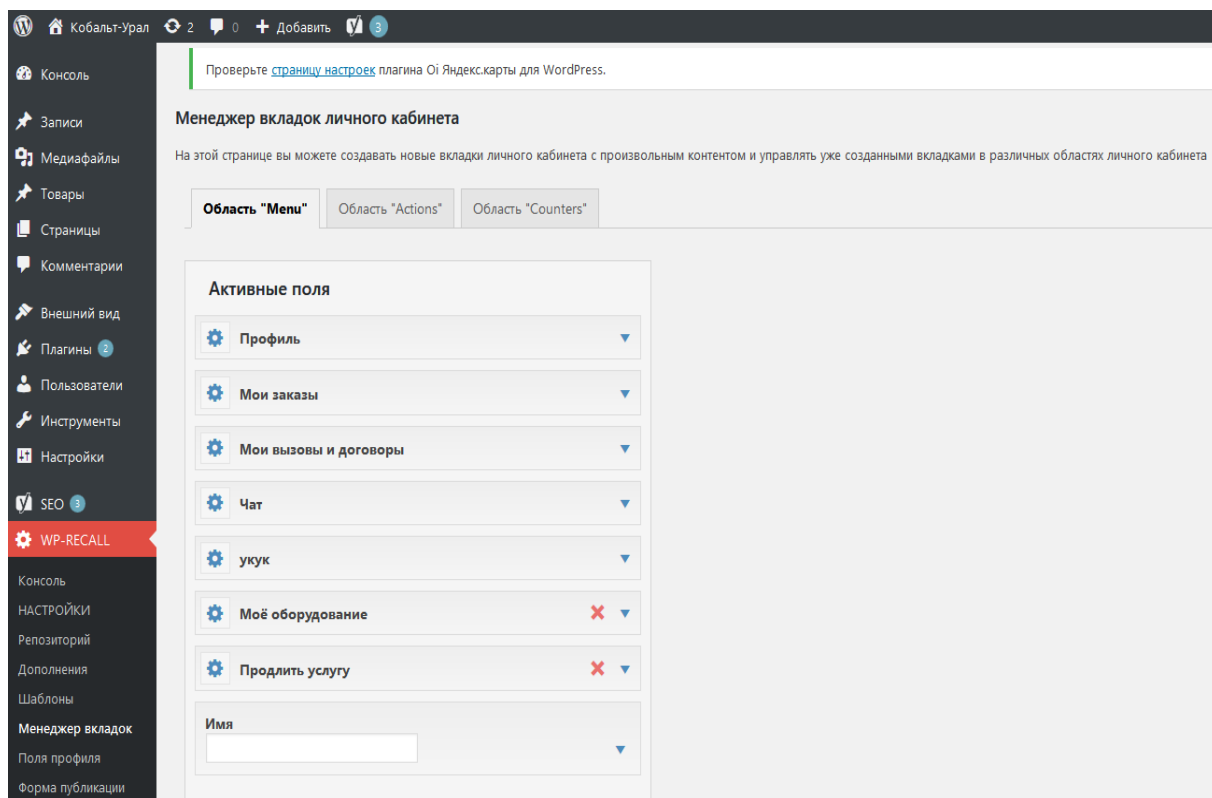 Кобальт-Урал 2 0 Добавить 3
Консоль
Записи
Медиафайлы
Товары
Страницы
Комментарии
Внешний вид
Плагины 2
Пользователи
Инструменты
Настройки
SEO 3
WP-RECALL
Консоль
НАСТРОЙКИ
Репозиторий
Дополнения
Шаблоны
Менеджер вкладок
Поля профиля
Форма публикации
Проверьте страницу настроек плагина Oi Яндекс.карты для WordPress.
Менеджер вкладок личного кабинета
На этой странице вы можете создавать новые вкладки личного кабинета с произвольным контентом и управлять уже созданными вкладками в различных областях личного кабинета
Область "Menu" Область "Actions" Область "Counters"
Активные поля
Профиль
Мои заказы
Мои вызовы и договоры
Чат
укук
Моё оборудование
Продлить услугу
Имя